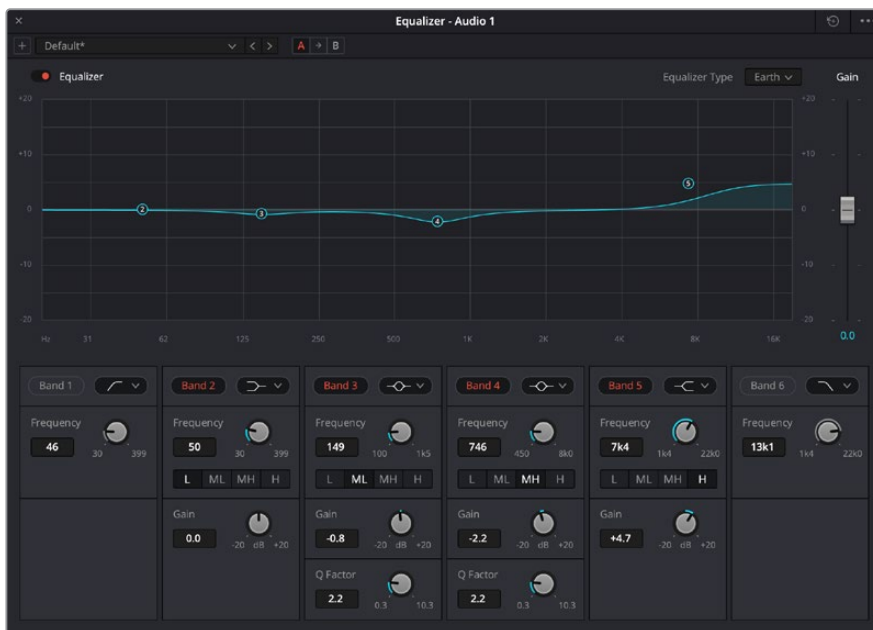 Equalizer - Audio 1
Default*
A B
Equalizer
Equalizer Type Earth Gain
+20 +20
+10 +10
0 0
-10 -10
-20 -20
Hz 31 62 125 250 500 1K 2K 4K 8K 16K 0.0
2 3 4 5
Band 1 Band 2 Band 3 Band 4 Band 5 Band 6
Frequency Frequency Frequency Frequency Frequency Frequency
46 50 149 746 7k4 13k1
30 399 30 399 100 1k5 450 8k0 1k4 22k0 1k4 22k0
L ML MH H L ML MH H L ML MH H L ML MH H
Gain Gain Gain Gain
0.0 -0.8 -2.2 +4.7
-20 dB +20 -20 dB +20 -20 dB +20 -20 dB +20
Q Factor Q Factor
2.2 2.2
0.3 10.3 0.3 10.3